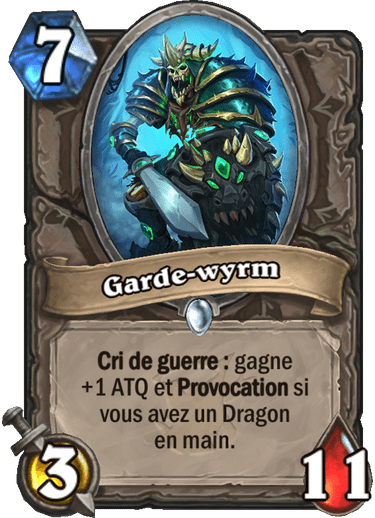 7
Garde-wyrm
Cri de guerre : gagne
+1 ATQ et Provocation si
vous avez un Dragon
en main.
3
11